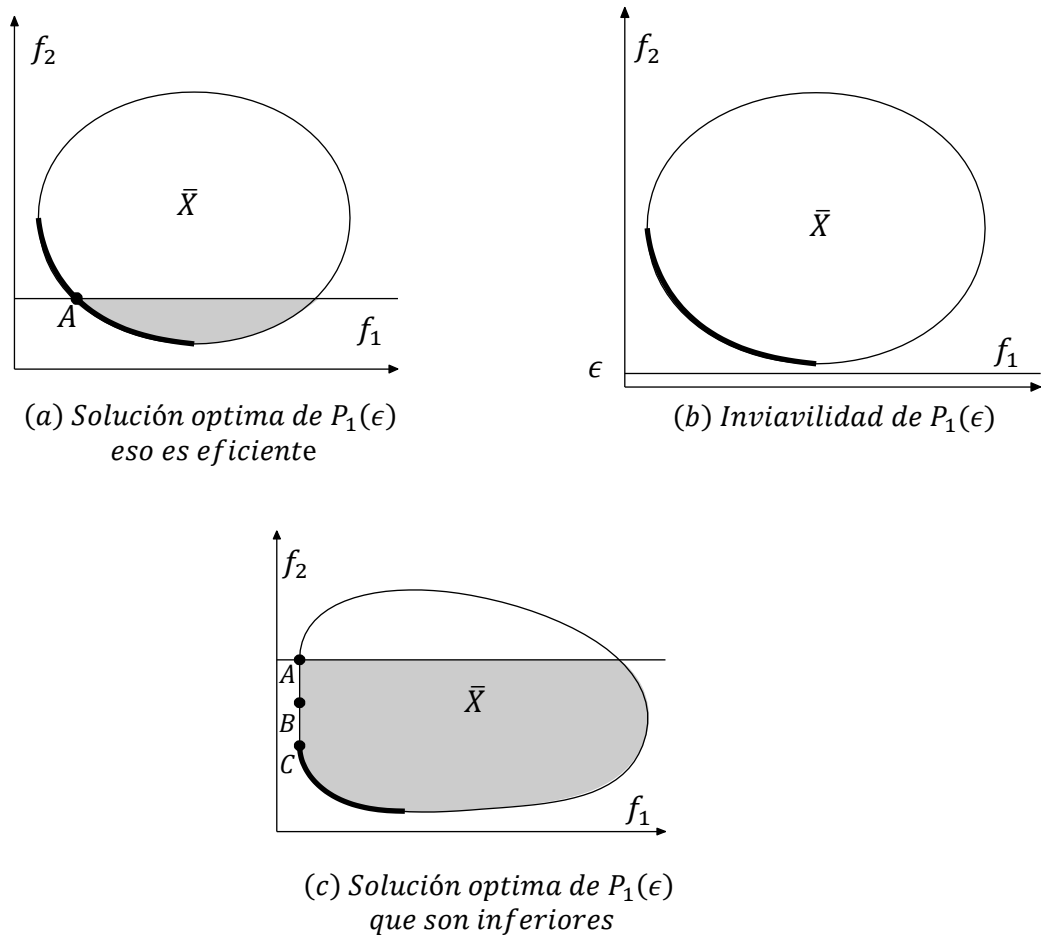 f₂
X̄
A
f₁
(a) Solución optima de P₁(ϵ)
eso es eficiente
f₂
X̄
ϵ
f₁
(b) Inviavilidad de P₁(ϵ)
f₂
A
X̄
B
C
f₁
(c) Solución optima de P₁(ϵ)
que son inferiores